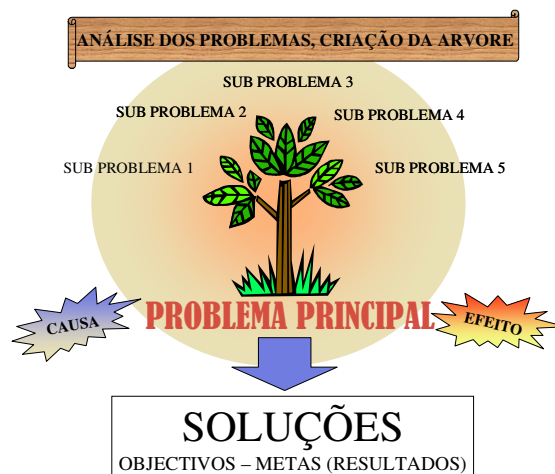 ANÁLISE DOS PROBLEMAS, CRIAÇÃO DA ARVORE
SUB PROBLEMA 3
SUB PROBLEMA 2
SUB PROBLEMA 4
SUB PROBLEMA 1
SUB PROBLEMA 5
CAUSA
PROBLEMA PRINCIPAL
EFEITO
SOLUÇÕES
OBJECTIVOS – METAS (RESULTADOS)